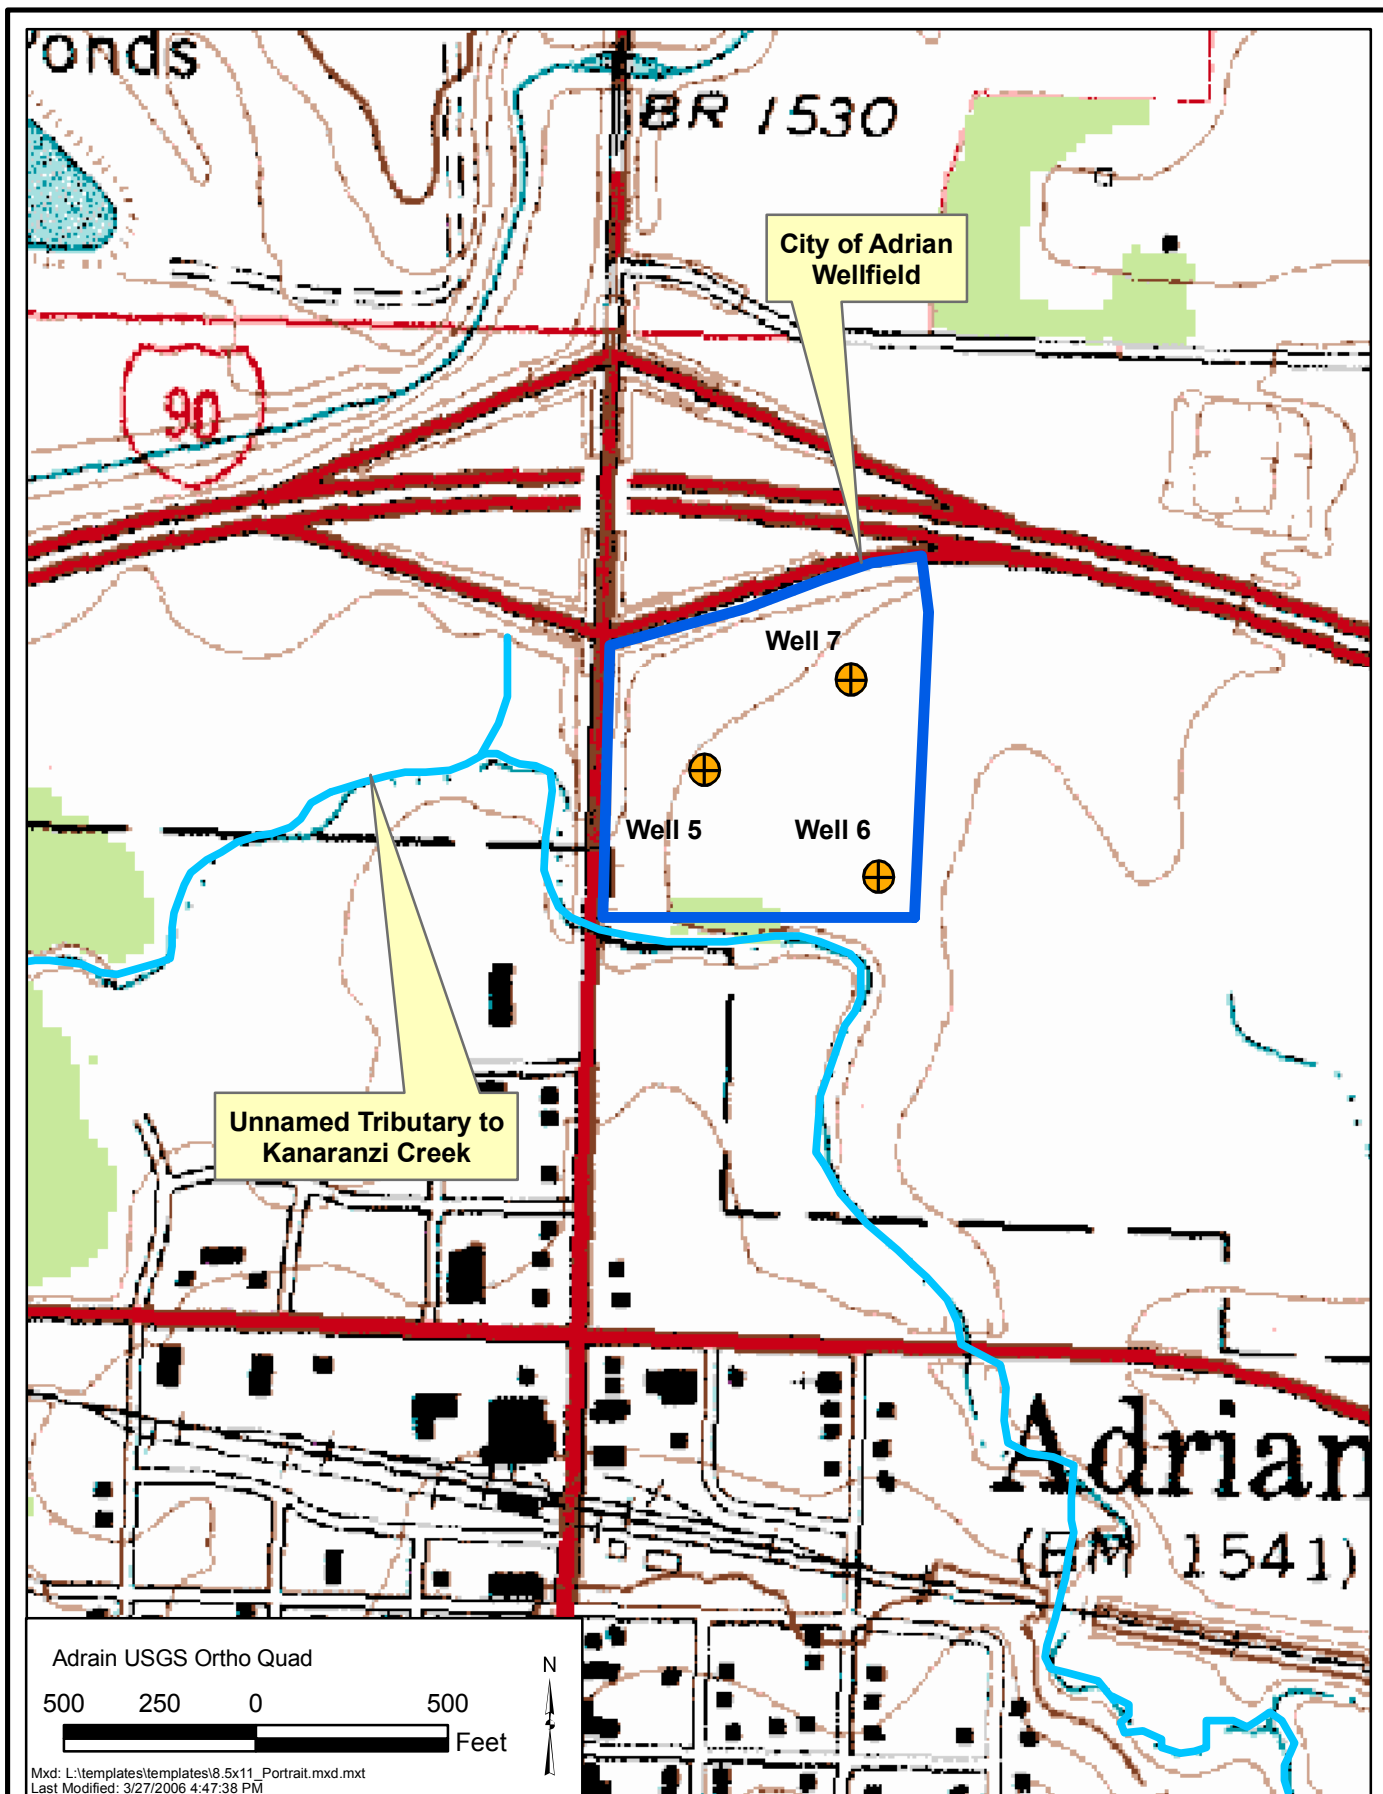 onds
BR 1530
City of Adrian
Wellfield
90
Well 7
Well 5
Well 6
Unnamed Tributary to
Kanaranzi Creek
Adrian
(EM 1541)
Adrain USGS Ortho Quad
N
500 250 0 500
Feet
Mxd: L:\templates\templates\8.5x11_Portrait.mxd.mxt
Last Modified: 3/27/2006 4:47:38 PM